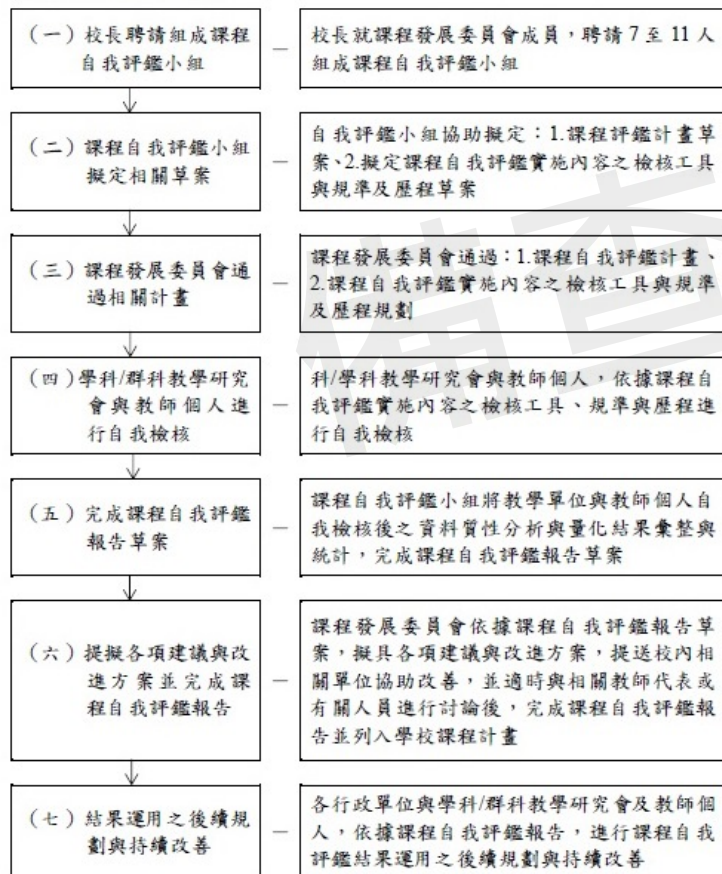 （一）校長聘請組成課程
自我評鑑小組
校長就課程發展委員會成員，聘請 7 至 11 人
組成課程自我評鑑小組
（二）課程自我評鑑小組
擬定相關草案
自我評鑑小組協助擬定：1.課程評鑑計畫草
案、2.擬定課程自我評鑑實施內容之檢核工具
與規準及歷程草案
（三）課程發展委員會通
過相關計畫
課程發展委員會通過：1.課程自我評鑑計畫、
2.課程自我評鑑實施內容之檢核工具與規準
及歷程規劃
（四）學科/群科教學研究
會與教師個人進
行自我檢核
科/學科教學研究會與教師個人，依據課程自
我評鑑實施內容之檢核工具、規準與歷程進
行自我檢核
（五）完成課程自我評鑑
報告草案
課程自我評鑑小組將教學單位與教師個人自
我檢核後之資料質性分析與量化結果彙整與
統計，完成課程自我評鑑報告草案
（六）提擬各項建議與改
進方案並完成課
程自我評鑑報告
課程發展委員會依據課程自我評鑑報告草
案，擬具各項建議與改進方案，提送校內相
關單位協助改善，並適時與相關教師代表或
有關人員進行討論後，完成課程自我評鑑報
告並列入學校課程計畫
（七）結果運用之後續規
劃與持續改善
各行政單位與學科/群科教學研究會及教師個
人，依據課程自我評鑑報告，進行課程自我
評鑑結果運用之後續規劃與持續改善
備查